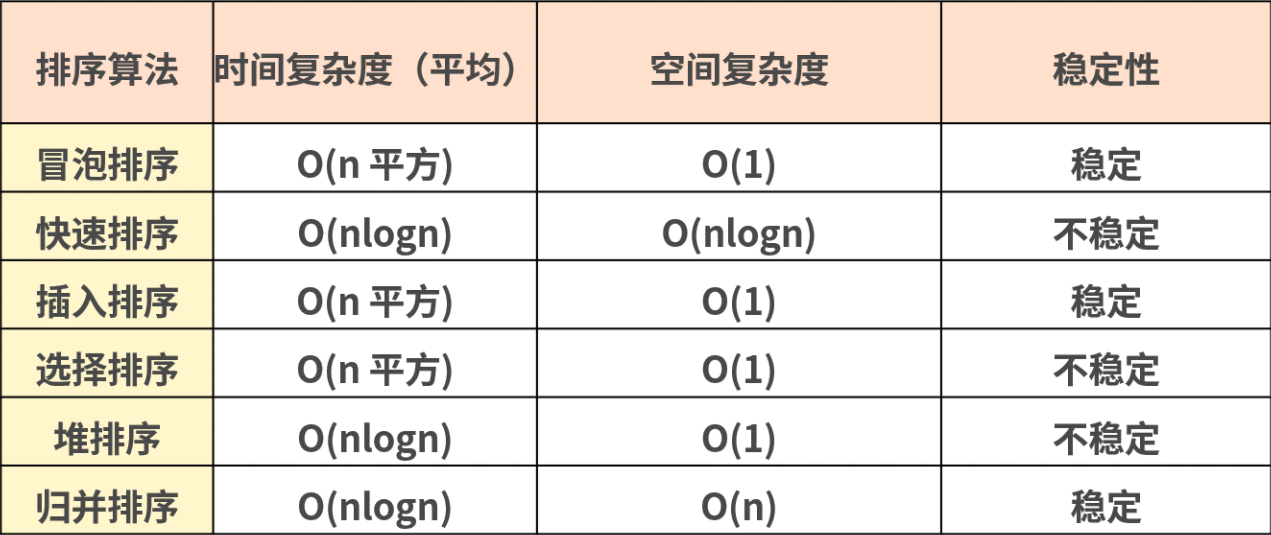 排序算法 时间复杂度（平均） 空间复杂度 稳定性
冒泡排序 O(n 平方) O(1) 稳定
快速排序 O(nlogn) O(nlogn) 不稳定
插入排序 O(n 平方) O(1) 稳定
选择排序 O(n 平方) O(1) 不稳定
堆排序 O(nlogn) O(1) 不稳定
归并排序 O(nlogn) O(n) 稳定